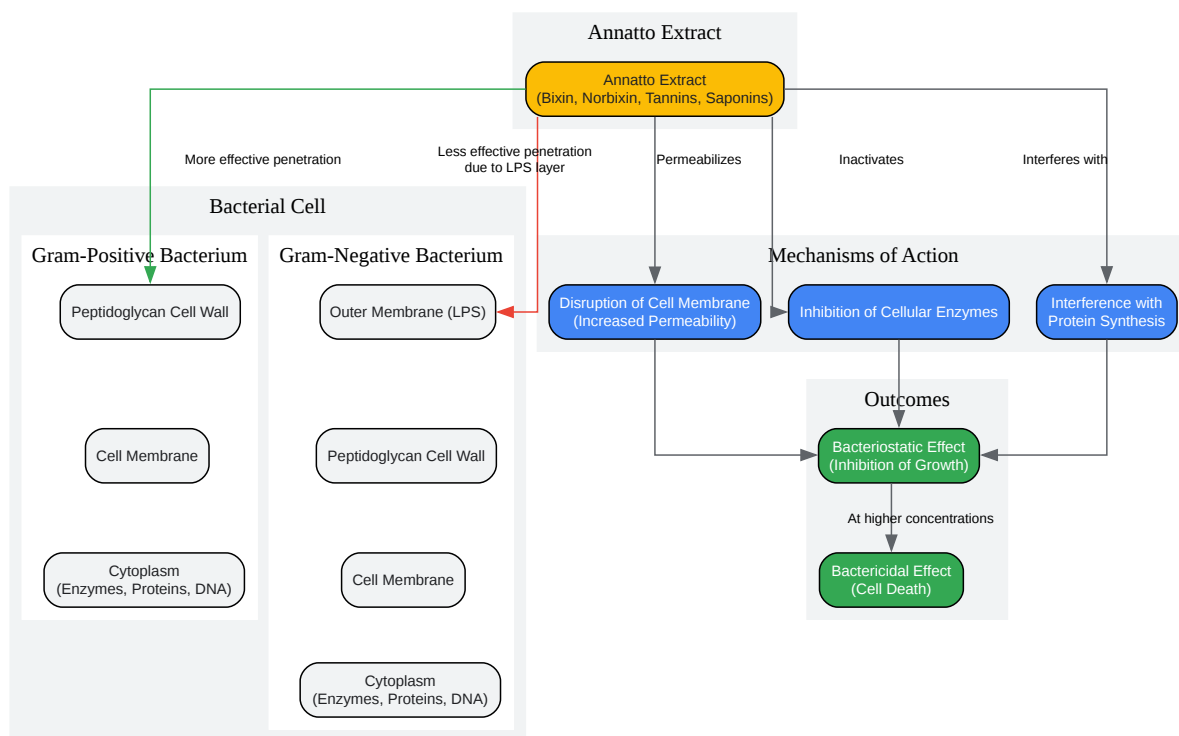 Annatto Extract
Annatto Extract
(Bixin, Norbixin, Tannins, Saponins)
More effective penetration
Less effective penetration
due to LPS layer
Permeabilizes
Inactivates
Interferes with
Bacterial Cell
Gram-Positive Bacterium
Peptidoglycan Cell Wall
Cell Membrane
Cytoplasm
(Enzymes, Proteins, DNA)
Gram-Negative Bacterium
Outer Membrane (LPS)
Peptidoglycan Cell Wall
Cell Membrane
Cytoplasm
(Enzymes, Proteins, DNA)
Mechanisms of Action
Disruption of Cell Membrane
(Increased Permeability)
Inhibition of Cellular Enzymes
Interference with
Protein Synthesis
Outcomes
Bacteriostatic Effect
(Inhibition of Growth)
At higher concentrations
Bactericidal Effect
(Cell Death)